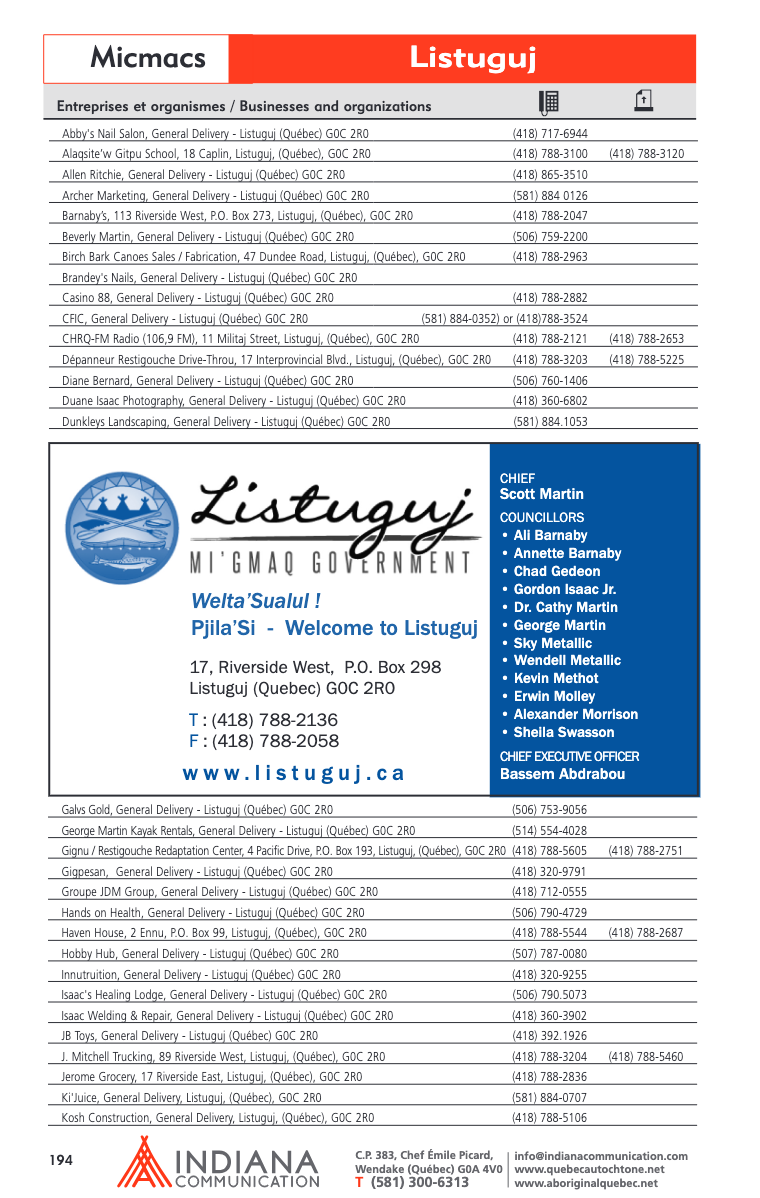 Micmacs Listuguj
Entreprises et organismes / Businesses and organizations
Abby's Nail Salon, General Delivery - Listuguj (Québec) G0C 2R0 (418) 717-6944
Alaqsite'w Gitpu School, 18 Caplin, Listuguj, (Québec), G0C 2R0 (418) 788-3100 (418) 788-3120
Allen Ritchie, General Delivery - Listuguj (Québec) G0C 2R0 (418) 865-3510
Archer Marketing, General Delivery - Listuguj (Québec) G0C 2R0 (581) 884 0126
Barnaby's, 113 Riverside West, P.O. Box 273, Listuguj, (Québec), G0C 2R0 (418) 788-2047
Beverly Martin, General Delivery - Listuguj (Québec) G0C 2R0 (506) 759-2200
Birch Bark Canoes Sales / Fabrication, 47 Dundee Road, Listuguj, (Québec), G0C 2R0 (418) 788-2963
Brandey's Nails, General Delivery - Listuguj (Québec) G0C 2R0
Casino 88, General Delivery - Listuguj (Québec) G0C 2R0 (418) 788-2882
CFIC, General Delivery - Listuguj (Québec) G0C 2R0 (581) 884-0352) or (418)788-3524
CHRQ-FM Radio (106,9 FM), 11 Militaj Street, Listuguj, (Québec), G0C 2R0 (418) 788-2121 (418) 788-2653
Dépanneur Restigouche Drive-Throu, 17 Interprovincial Blvd., Listuguj, (Québec), G0C 2R0 (418) 788-3203 (418) 788-5225
Diane Bernard, General Delivery - Listuguj (Québec) G0C 2R0 (506) 760-1406
Duane Isaac Photography, General Delivery - Listuguj (Québec) G0C 2R0 (418) 360-6802
Dunkleys Landscaping, General Delivery - Listuguj (Québec) G0C 2R0 (581) 884.1053
Listuguj
MI'GMAQ GOVERNMENT
Welta'Sualul !
Pjila'Si - Welcome to Listuguj
17, Riverside West, P.O. Box 298
Listuguj (Quebec) G0C 2R0
T : (418) 788-2136
F : (418) 788-2058
www.listuguj.ca
CHIEF
Scott Martin
COUNCILLORS
• Ali Barnaby
• Annette Barnaby
• Chad Gedeon
• Gordon Isaac Jr.
• Dr. Cathy Martin
• George Martin
• Sky Metallic
• Wendell Metallic
• Kevin Methot
• Erwin Molley
• Alexander Morrison
• Sheila Swasson
CHIEF EXECUTIVE OFFICER
Bassem Abdrabou
Galvs Gold, General Delivery - Listuguj (Québec) G0C 2R0 (506) 753-9056
George Martin Kayak Rentals, General Delivery - Listuguj (Québec) G0C 2R0 (514) 554-4028
Gignu / Restigouche Redaptation Center, 4 Pacific Drive, P.O. Box 193, Listuguj, (Québec), G0C 2R0 (418) 788-5605 (418) 788-2751
Gigpesan, General Delivery - Listuguj (Québec) G0C 2R0 (418) 320-9791
Groupe JDM Group, General Delivery - Listuguj (Québec) G0C 2R0 (418) 712-0555
Hands on Health, General Delivery - Listuguj (Québec) G0C 2R0 (506) 790-4729
Haven House, 2 Ennu, P.O. Box 99, Listuguj, (Québec), G0C 2R0 (418) 788-5544 (418) 788-2687
Hobby Hub, General Delivery - Listuguj (Québec) G0C 2R0 (507) 787-0080
Innutruition, General Delivery - Listuguj (Québec) G0C 2R0 (418) 320-9255
Isaac's Healing Lodge, General Delivery - Listuguj (Québec) G0C 2R0 (506) 790.5073
Isaac Welding & Repair, General Delivery - Listuguj (Québec) G0C 2R0 (418) 360-3902
JB Toys, General Delivery - Listuguj (Québec) G0C 2R0 (418) 392.1926
J. Mitchell Trucking, 89 Riverside West, Listuguj, (Québec), G0C 2R0 (418) 788-3204 (418) 788-5460
Jerome Grocery, 17 Riverside East, Listuguj, (Québec), G0C 2R0 (418) 788-2836
Ki'Juice, General Delivery, Listuguj, (Québec), G0C 2R0 (581) 884-0707
Kosh Construction, General Delivery, Listuguj, (Québec), G0C 2R0 (418) 788-5106
194
INDIANA
COMMUNICATION
C.P. 383, Chef Émile Picard,
Wendake (Québec) G0A 4V0
T (581) 300-6313
info@indianacommunication.com
www.quebecautochtone.net
www.aboriginalquebec.net